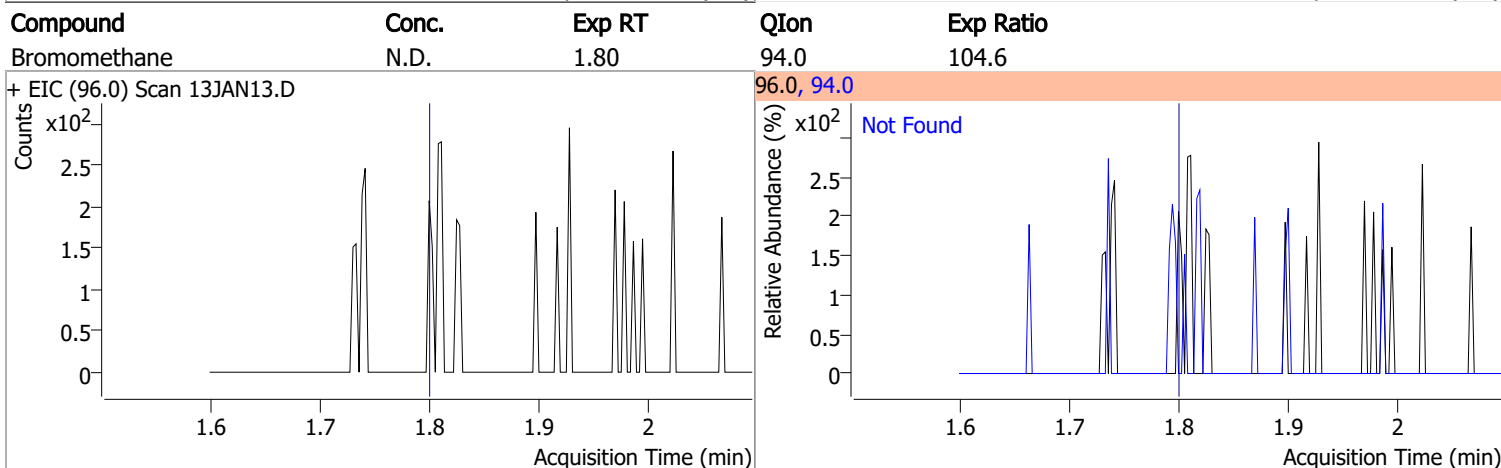 Compound Conc. Exp RT QIon Exp Ratio
Bromomethane N.D. 1.80 94.0 104.6
+ EIC (96.0) Scan 13JAN13.D
Counts
x10²
2.5
2
1.5
1
0.5
0
1.6 1.7 1.8 1.9 2
Acquisition Time (min)
96.0, 94.0
Relative Abundance (%)
x10²
Not Found
2.5
2
1.5
1
0.5
0
1.6 1.7 1.8 1.9 2
Acquisition Time (min)